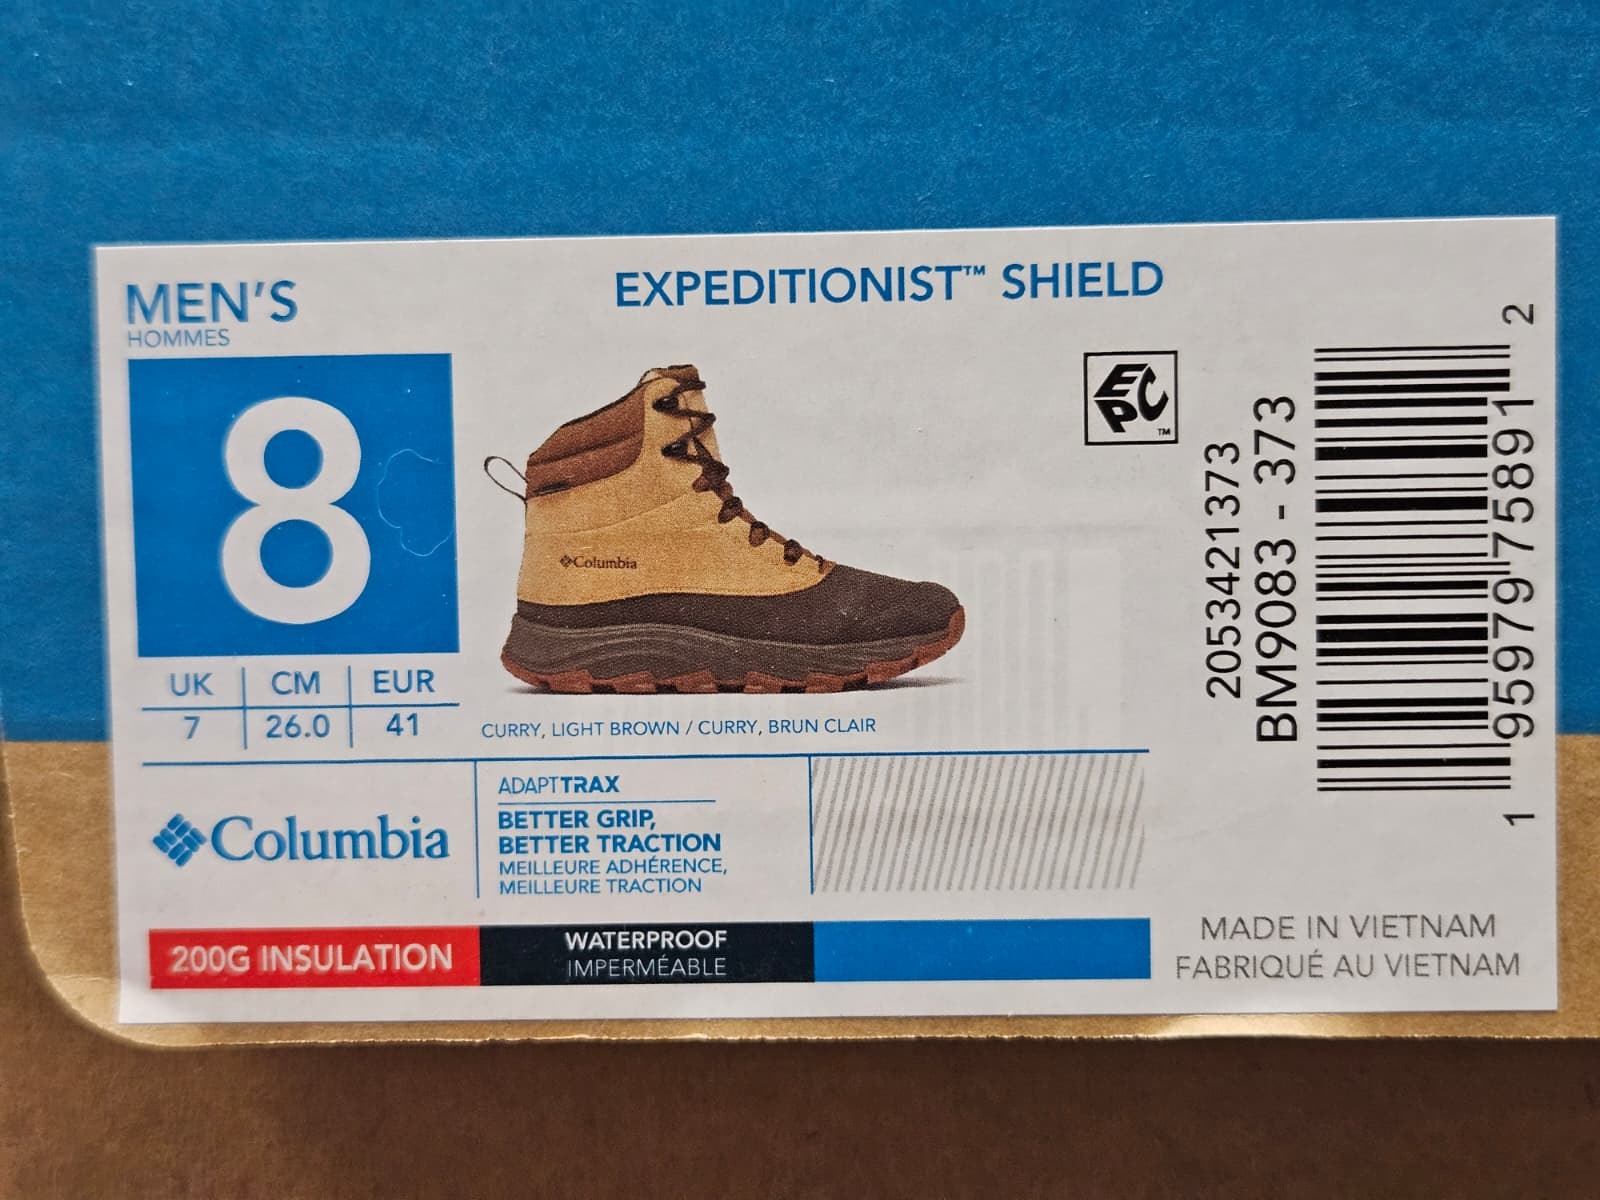 MEN'S
HOMMES
EXPEDITIONIST™ SHIELD
8
UK CM EUR
7 26.0 41
Columbia
CURRY, LIGHT BROWN / CURRY, BRUN CLAIR
EPC™
2053421373
BM9083 - 373
1 95979 75891 2
Columbia
ADAPTTRAX
BETTER GRIP,
BETTER TRACTION
MEILLEURE ADHÉRENCE,
MEILLEURE TRACTION
200G INSULATION
WATERPROOF
IMPERMÉABLE
MADE IN VIETNAM
FABRIQUÉ AU VIETNAM